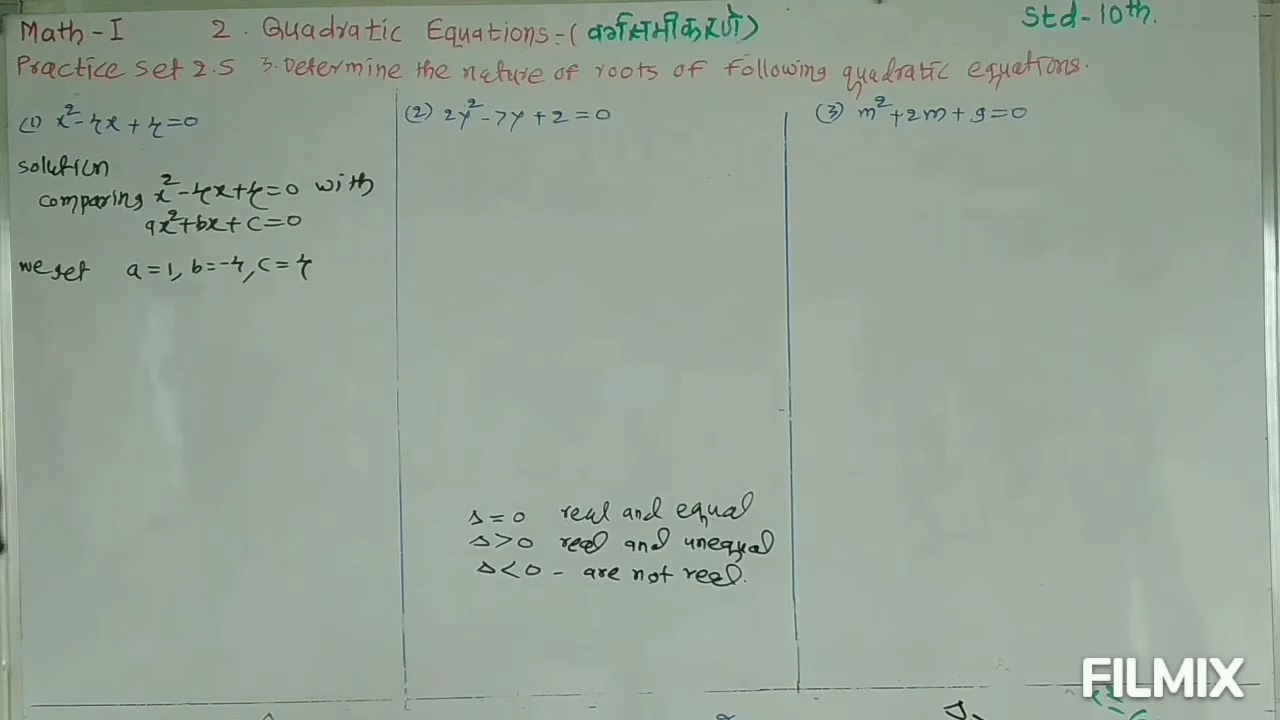 Math-I 2. Quadratic Equations-(वर्गसमीकरणे) Std-10th.
Practice set 2.5 3.Determine the nature of roots of following quadratic equations.
(1) x²-4x+4=0
solution
comparing x²-4x+4=0 with
ax²+bx+c=0
we get a=1, b=-4, c=4
(2) 2y²-7y+2=0
Δ=0 real and equal
Δ>0 real and unequal
Δ<0 - are not real.
(3) m²+2m+9=0
FILMIX